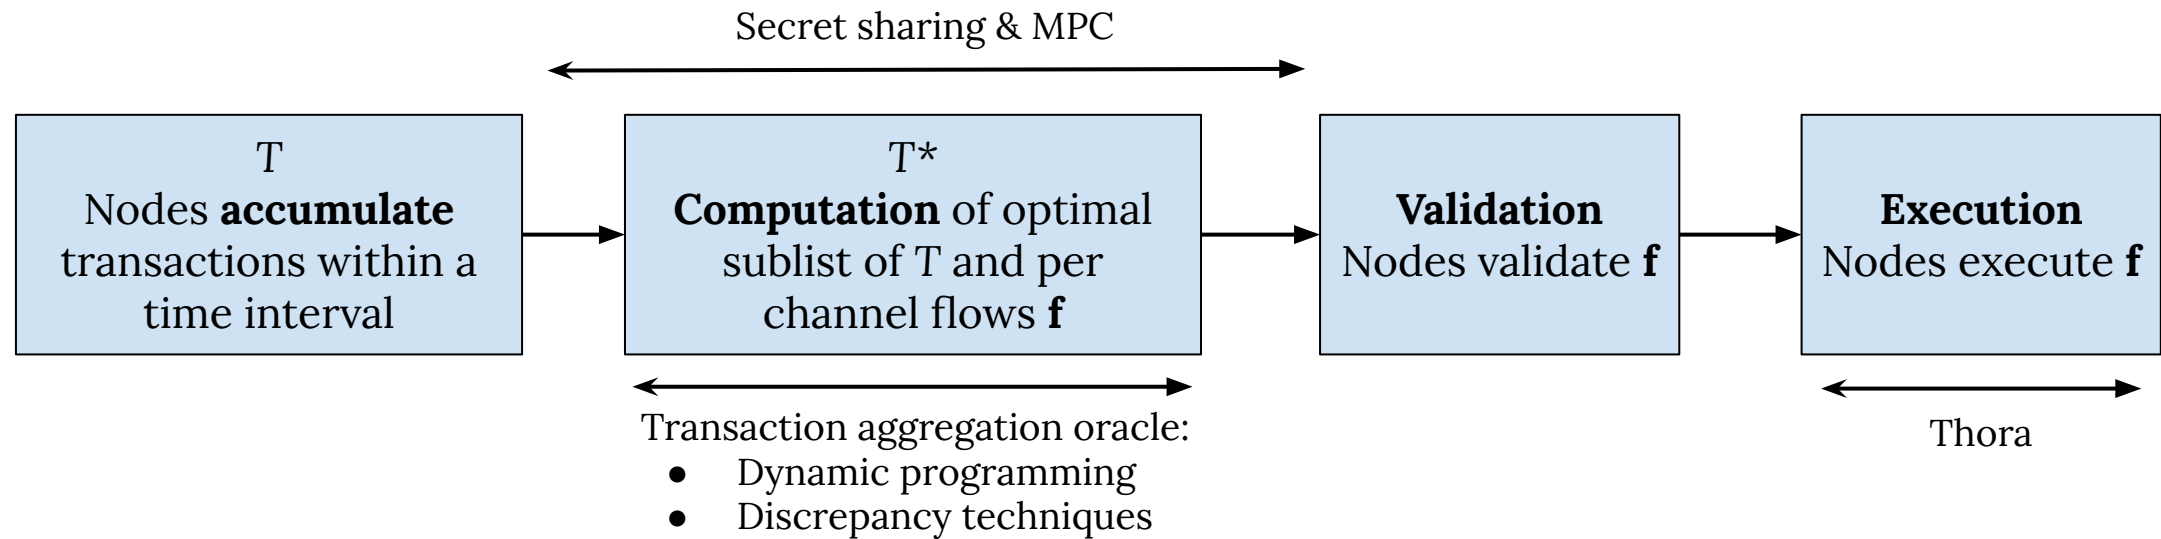 Secret sharing & MPC
T
Nodes accumulate
transactions within a
time interval
T*
Computation of optimal
sublist of T and per
channel flows f
Validation
Nodes validate f
Execution
Nodes execute f
Transaction aggregation oracle:
● Dynamic programming
● Discrepancy techniques
Thora